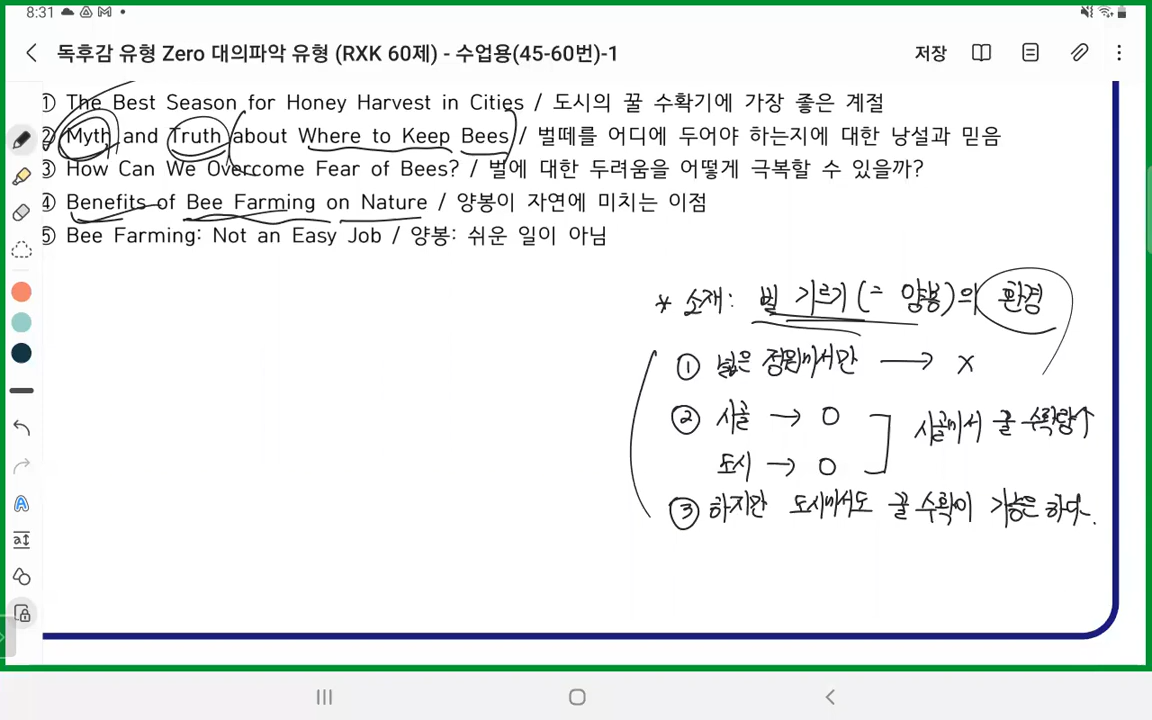 8:31
독후감 유형 Zero 대의파악 유형 (RXK 60제) - 수업용(45-60번)-1 저장
① The Best Season for Honey Harvest in Cities / 도시의 꿀 수확기에 가장 좋은 계절
② Myth and Truth about Where to Keep Bees / 벌떼를 어디에 두어야 하는지에 대한 낭설과 믿음
③ How Can We Overcome Fear of Bees? / 벌에 대한 두려움을 어떻게 극복할 수 있을까?
④ Benefits of Bee Farming on Nature / 양봉이 자연에 미치는 이점
⑤ Bee Farming: Not an Easy Job / 양봉: 쉬운 일이 아님
* 소재: 벌 기르기 (= 양봉)의 환경
① 넓은 정원에서만 → X
② 시골 → O
시골에서 꿀 수확량↑
도시 → O
③ 하지만 도시에서도 꿀 수확이 가능은 하다.